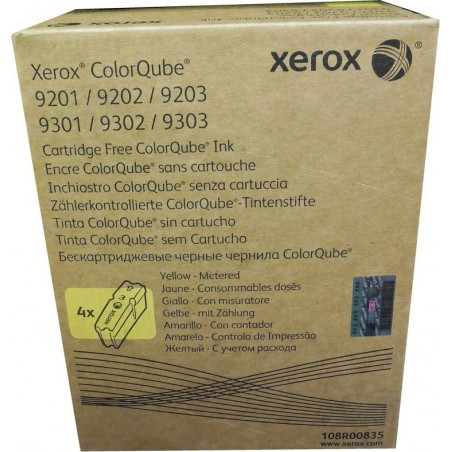 xerox
Xerox® ColorQube®
9201 / 9202 / 9203
9301 / 9302 / 9303
Cartridge Free ColorQube® Ink
Encre ColorQube® sans cartouche
Inchiostro ColorQube® senza cartuccia
Zählerkontrollierte ColorQube®-Tintenstifte
Tinta ColorQube® sin cartucho
Tinta ColorQube® sem Cartucho
Бескартриджевые черные чернила ColorQube®
4x
3
Yellow - Metered
Jaune - Consommables dosés
Giallo - Con misuratore
Gelbe - mit Zählung
Amarillo - Con contador
Amarelo - Controlo de Impressão
Желтый - С учетом расхода
108R00835
www.xerox.com